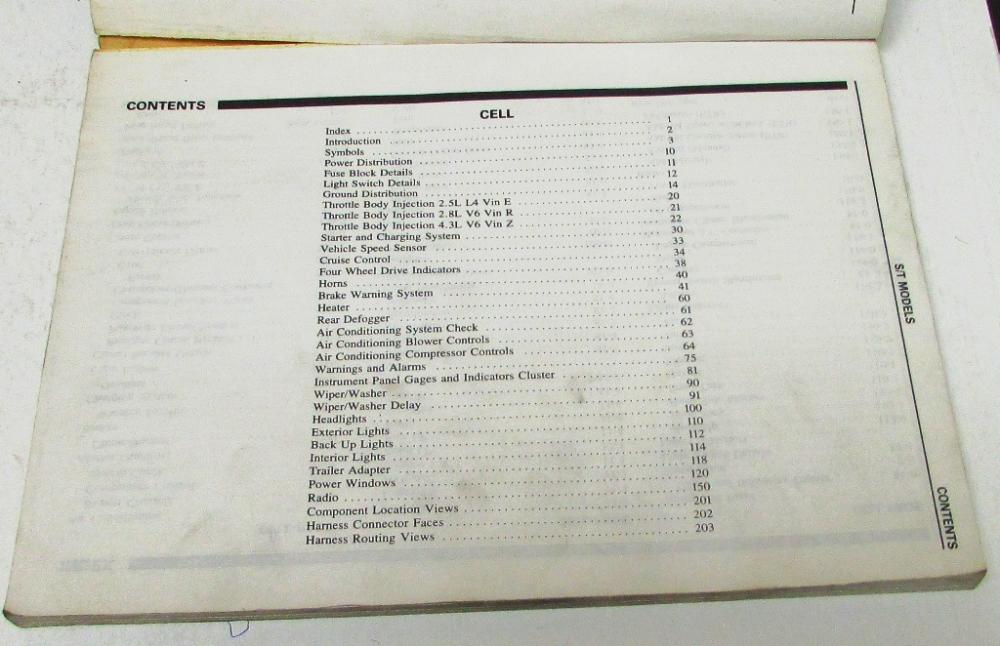 CONTENTS
CELL
Index 1
Introduction 2
Symbols 3
Power Distribution 10
Fuse Block Details 11
Light Switch Details 12
Ground Distribution 14
Throttle Body Injection 2.5L L4 Vin E 20
Throttle Body Injection 2.8L V6 Vin R 21
Throttle Body Injection 4.3L V6 Vin Z 22
Starter and Charging System 30
Vehicle Speed Sensor 33
Cruise Control 34
Four Wheel Drive Indicators 38
Horns 40
Brake Warning System 41
Heater 60
Rear Defogger 61
Air Conditioning System Check 62
Air Conditioning Blower Controls 63
Air Conditioning Compressor Controls 64
Warnings and Alarms 75
Instrument Panel Gages and Indicators Cluster 81
Wiper/Washer 90
Wiper/Washer Delay 91
Headlights 100
Exterior Lights 110
Back Up Lights 112
Interior Lights 114
Trailer Adapter 118
Power Windows 120
Radio 150
Component Location Views 201
Harness Connector Faces 202
Harness Routing Views 203
S/T MODELS
CONTENTS